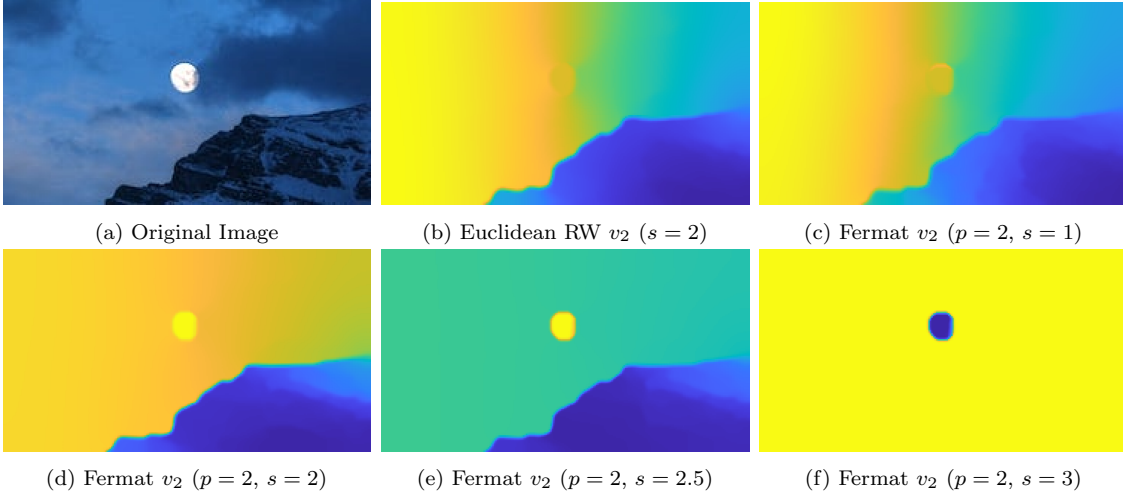 (a) Original Image
(b) Euclidean RW v₂ (s = 2)
(c) Fermat v₂ (p = 2, s = 1)
(d) Fermat v₂ (p = 2, s = 2)
(e) Fermat v₂ (p = 2, s = 2.5)
(f) Fermat v₂ (p = 2, s = 3)